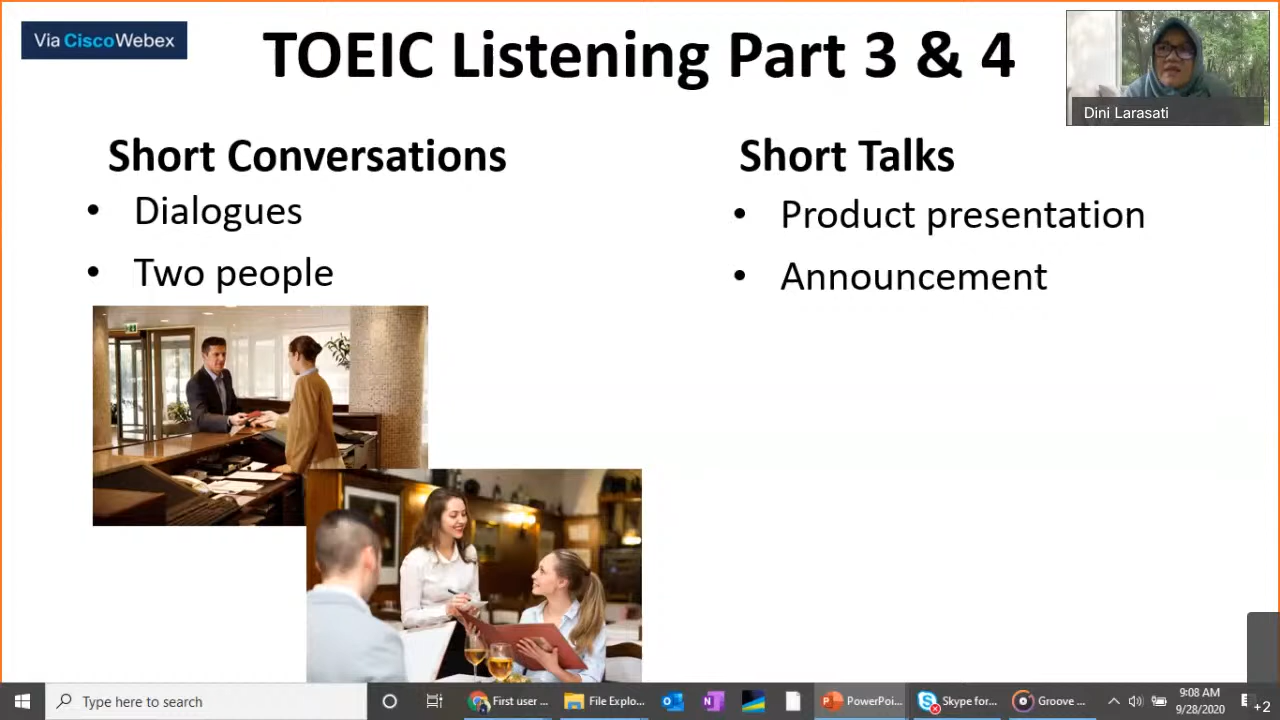 Via CiscoWebex
TOEIC Listening Part 3 & 4
Dini Larasati
Short Conversations
• Dialogues
• Two people
Short Talks
• Product presentation
• Announcement
Type here to search
First user ...
File Explo...
PowerPoi...
Skype for...
Groove ...
9:08 AM
9/28/2020
+2